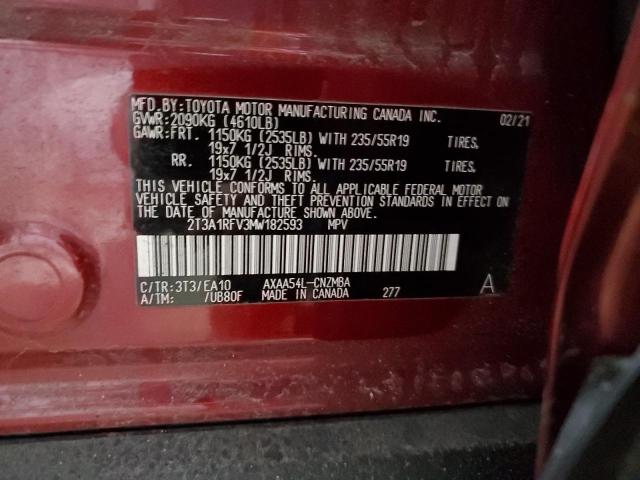 MFD.BY:TOYOTA MOTOR MANUFACTURING CANADA INC. 02/21
GVWR:2090KG (4610LB)
GAWR:FRT. 1150KG (2535LB) WITH 235/55R19 TIRES.
19x7 1/2J RIMS.
RR. 1150KG (2535LB) WITH 235/55R19 TIRES.
19x7 1/2J RIMS.
THIS VEHICLE CONFORMS TO ALL APPLICABLE FEDERAL MOTOR
VEHICLE SAFETY AND THEFT PREVENTION STANDARDS IN EFFECT ON
THE DATE OF MANUFACTURE SHOWN ABOVE.
2T3A1RFV3MW182593 MPV
C/TR:3T3/EA10 AXAA54L-CNZMBA A
A/TM: /UB80F MADE IN CANADA 277